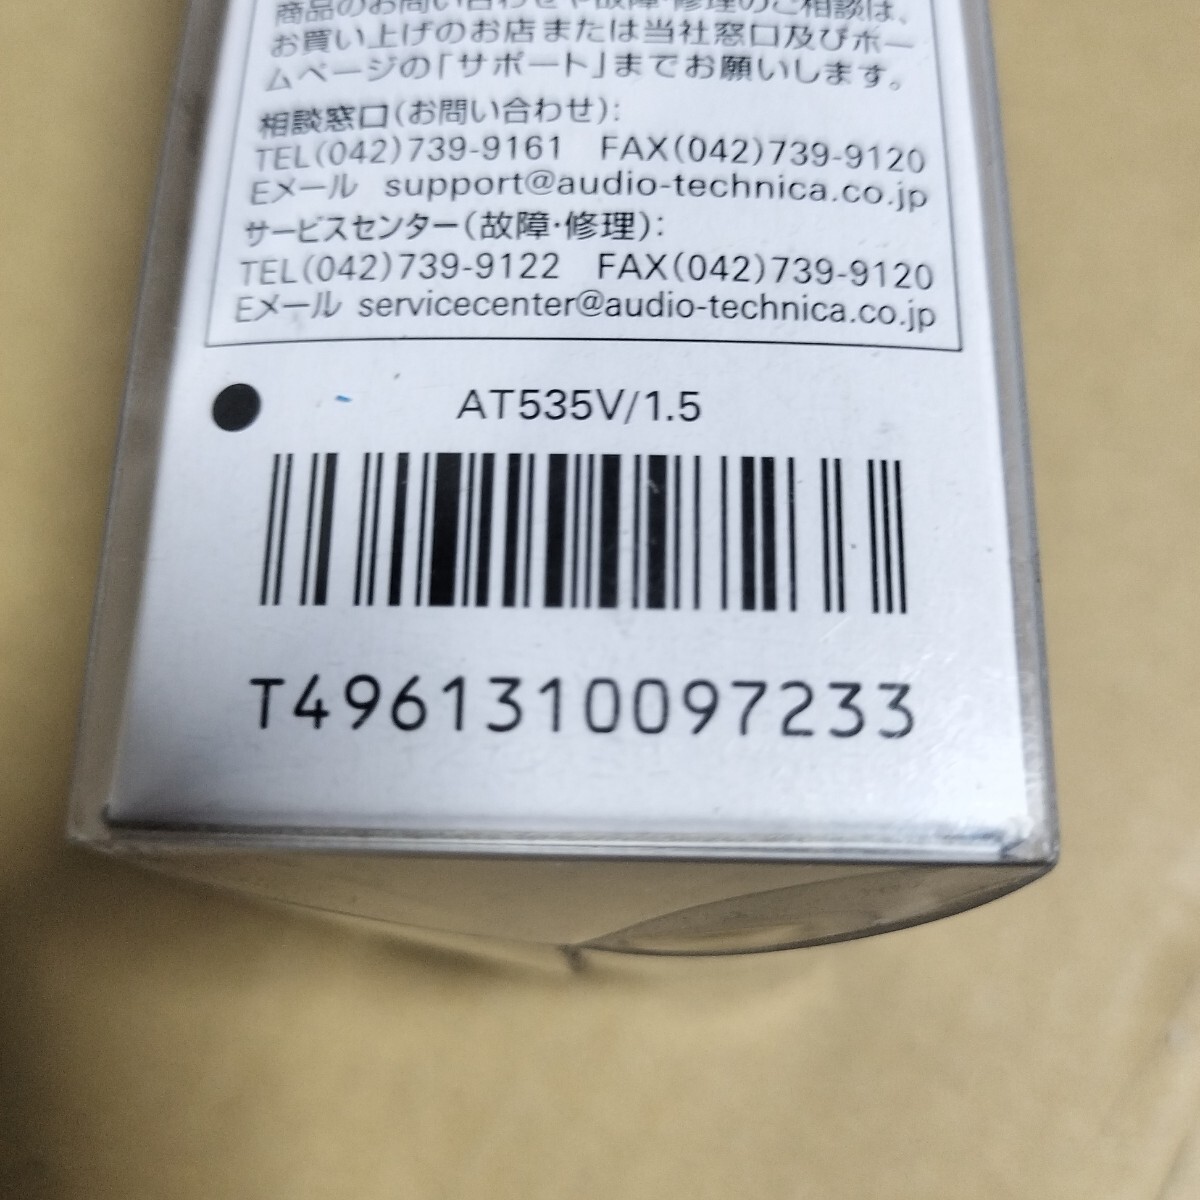 商品のお問い合わせや故障・修理のご相談は、
お買い上げのお店または当社窓口及びホー
ムページの「サポート」までお願いします。
相談窓口(お問い合わせ):
TEL(042)739-9161 FAX(042)739-9120
Eメール support@audio-technica.co.jp
サービスセンター(故障・修理):
TEL(042)739-9122 FAX(042)739-9120
Eメール servicecenter@audio-technica.co.jp
AT535V/1.5
T4961310097233